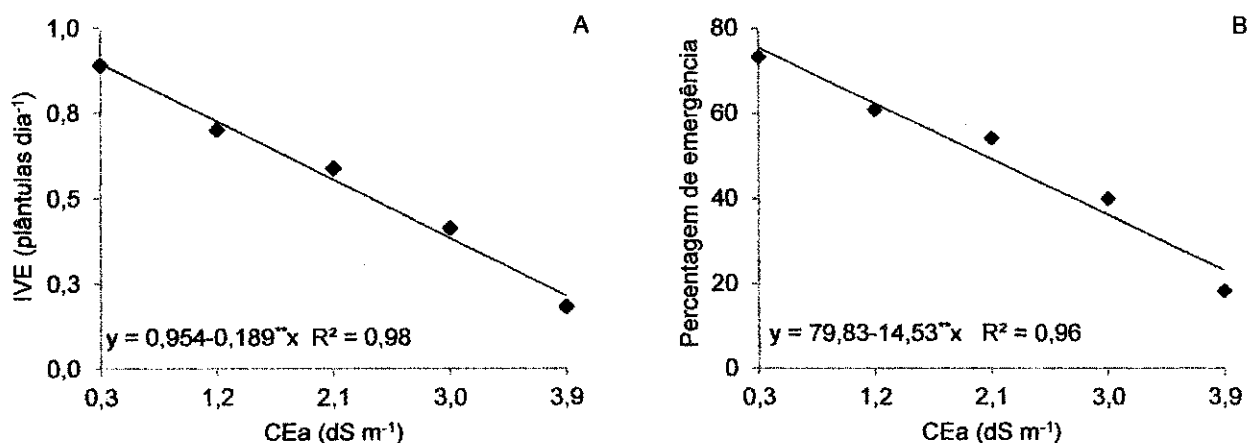 A
IVE (plântulas dia⁻¹)
1,0
0,8
0,5
0,3
0,0
y = 0,954-0,189**x R² = 0,98
0,3 1,2 2,1 3,0 3,9
CEa (dS m⁻¹)
B
Percentagem de emergência
80
60
40
20
0
y = 79,83-14,53**x R² = 0,96
0,3 1,2 2,1 3,0 3,9
CEa (dS m⁻¹)